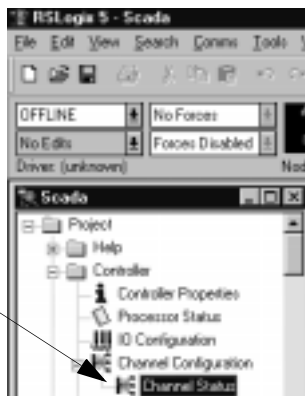 RSLogix 5 - Scada
File Edit View Search Comms Tools
OFFLINE No Forces
No Edits Forces Disabled
Driver: (unknown) Nod
Scada
Project
Help
Controller
Controller Properties
Processor Status
IO Configuration
Channel Configuration
Channel Status